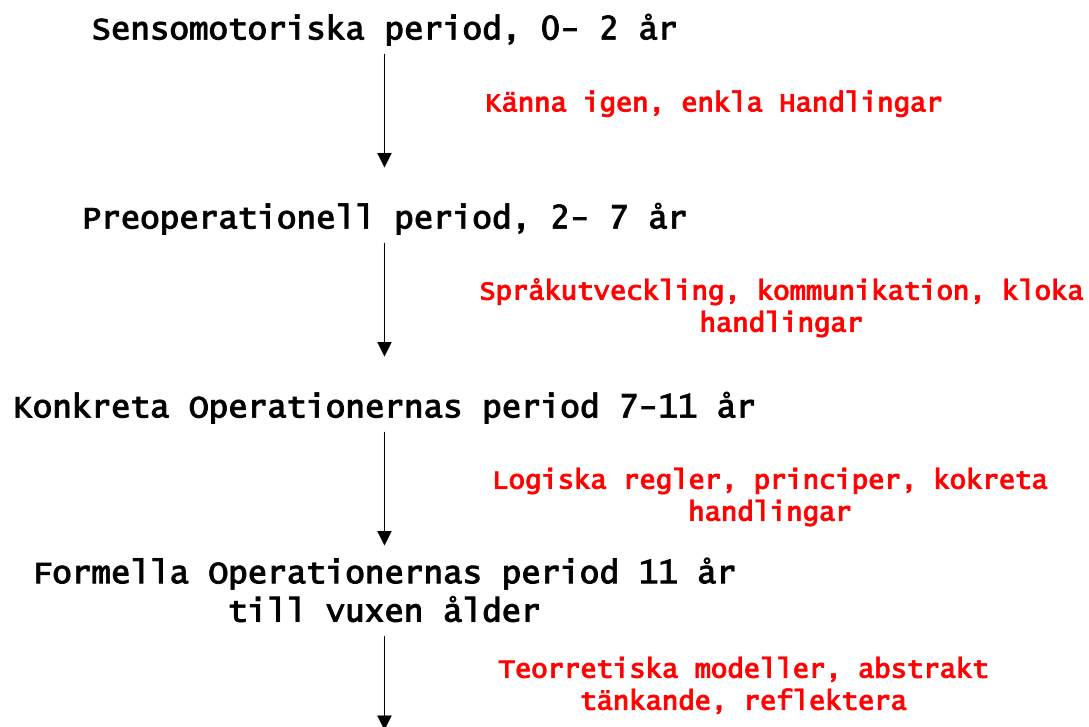 Sensomotoriska period, 0- 2 år
Känna igen, enkla Handlingar
Preoperationell period, 2- 7 år
Språkutveckling, kommunikation, kloka
handlingar
Konkreta Operationernas period 7-11 år
Logiska regler, principer, kokreta
handlingar
Formella Operationernas period 11 år
till vuxen ålder
Teorretiska modeller, abstrakt
tänkande, reflektera